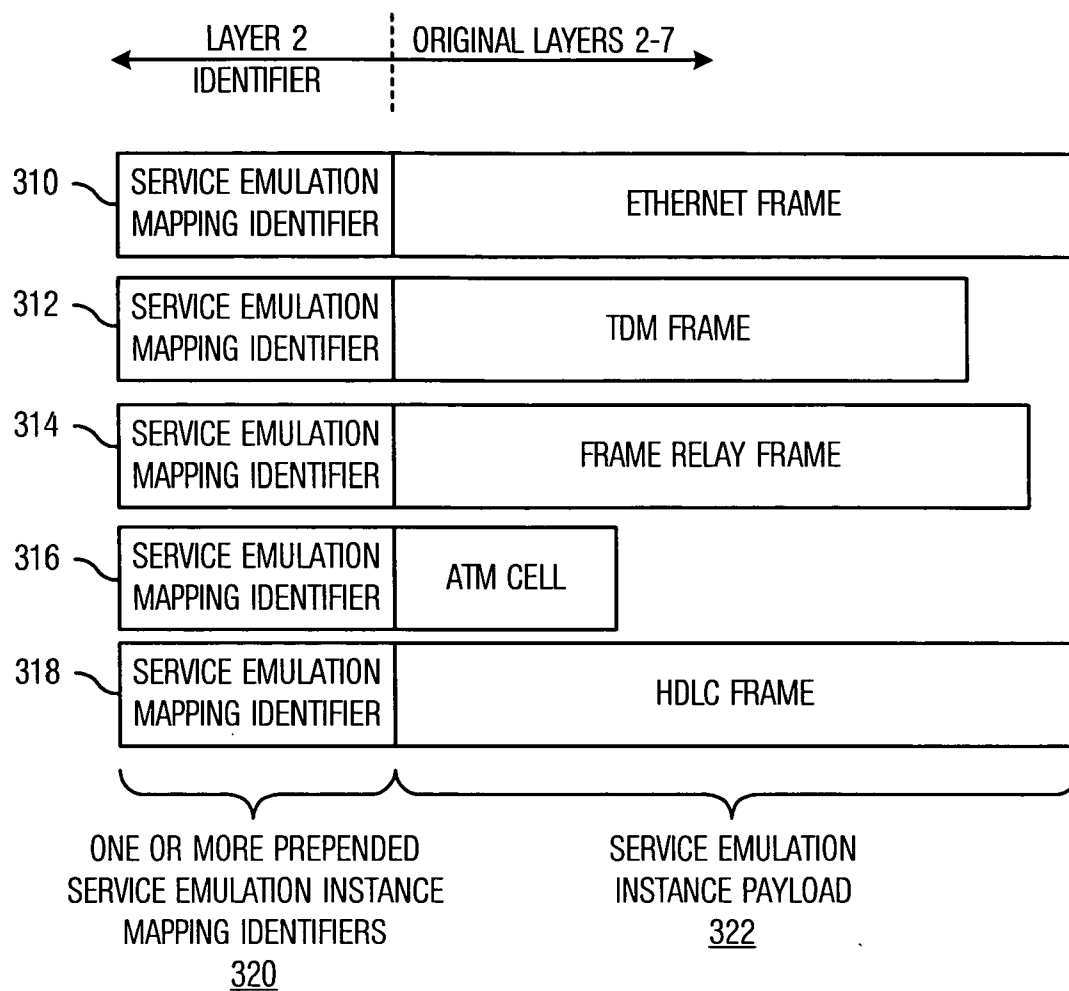 LAYER 2
IDENTIFIER
ORIGINAL LAYERS 2-7
310
SERVICE EMULATION
MAPPING IDENTIFIER
ETHERNET FRAME
312
SERVICE EMULATION
MAPPING IDENTIFIER
TDM FRAME
314
SERVICE EMULATION
MAPPING IDENTIFIER
FRAME RELAY FRAME
316
SERVICE EMULATION
MAPPING IDENTIFIER
ATM CELL
318
SERVICE EMULATION
MAPPING IDENTIFIER
HDLC FRAME
ONE OR MORE PREPENDED
SERVICE EMULATION INSTANCE
MAPPING IDENTIFIERS
320
SERVICE EMULATION
INSTANCE PAYLOAD
322